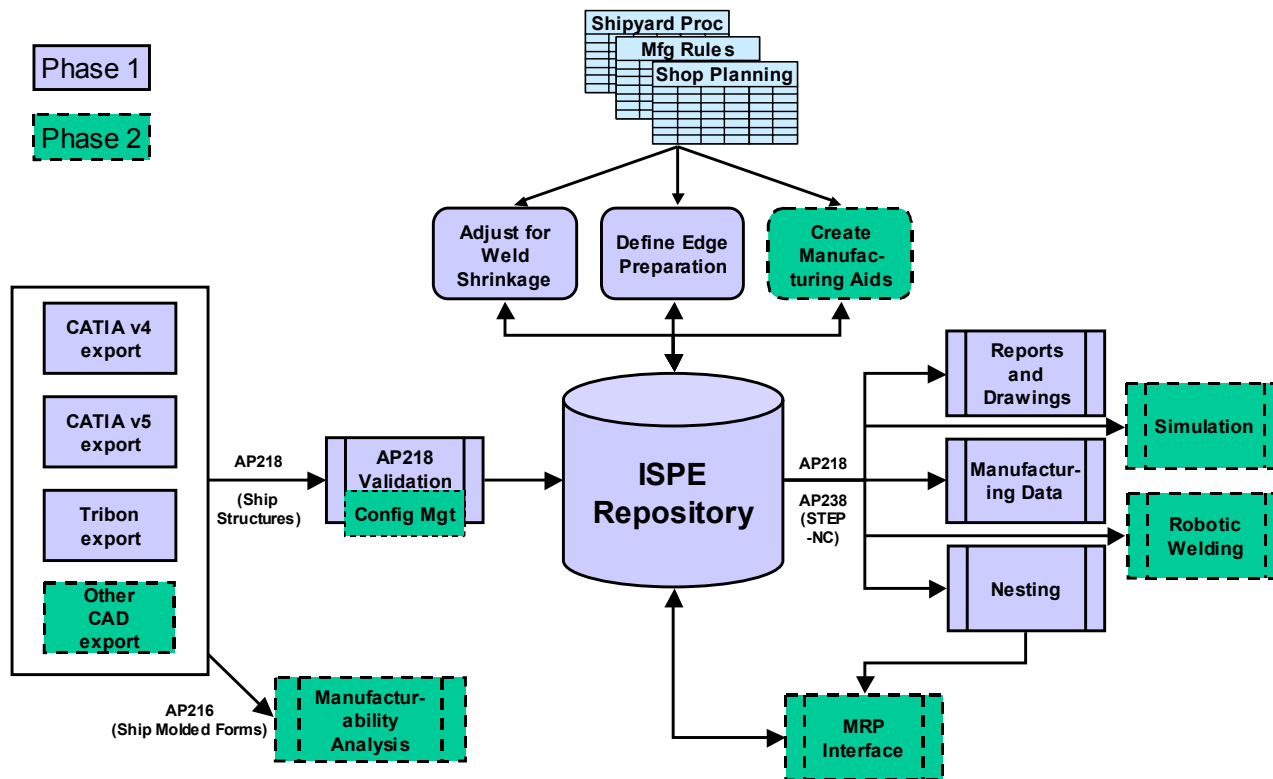 Shipyard Proc
Mfg Rules
Shop Planning
Phase 1
Phase 2
Adjust for
Weld
Shrinkage
Define Edge
Preparation
Create
Manufac-
turing Aids
CATIA v4
export
CATIA v5
export
Tribon
export
Other
CAD
export
AP218
(Ship
Structures)
AP218
Validation
Config Mgt
ISPE
Repository
AP218
AP238
(STEP
-NC)
Reports
and
Drawings
Simulation
Manufactur-
ing Data
Robotic
Welding
Nesting
AP216
(Ship Molded Forms)
Manufactur-
ability
Analysis
MRP
Interface